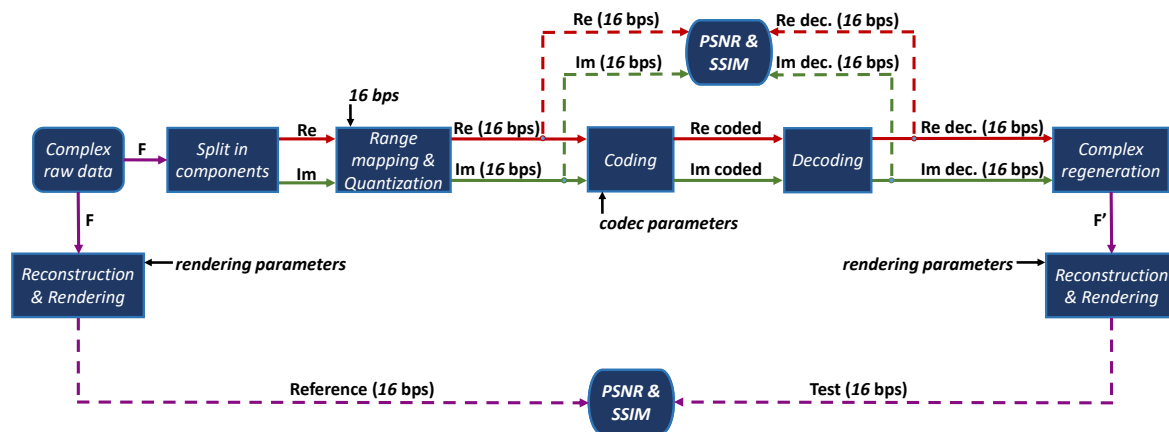 Re (16 bps)
PSNR &
SSIM
Re dec. (16 bps)
Im (16 bps)
Im dec. (16 bps)
16 bps
Complex
raw data
F
Split in
components
Re
Im
Range
mapping &
Quantization
Re (16 bps)
Im (16 bps)
Coding
Re coded
Im coded
Decoding
Re dec. (16 bps)
Im dec. (16 bps)
Complex
regeneration
codec parameters
F
F’
Reconstruction
& Rendering
rendering parameters
rendering parameters
Reconstruction
& Rendering
Reference (16 bps)
PSNR &
SSIM
Test (16 bps)